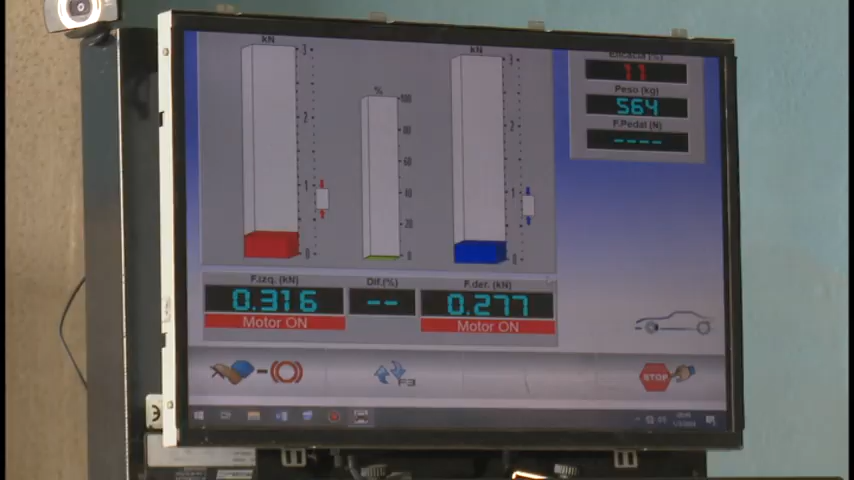 kN
3
2
1
0
%
100
80
60
40
20
0
kN
3
2
1
0
11
Peso (kg)
564
F.Pedal (N)
----
F.izq. (kN)
0.316
Motor ON
Dif.(%)
--
F.der. (kN)
0.277
Motor ON
F3
STOP
CE